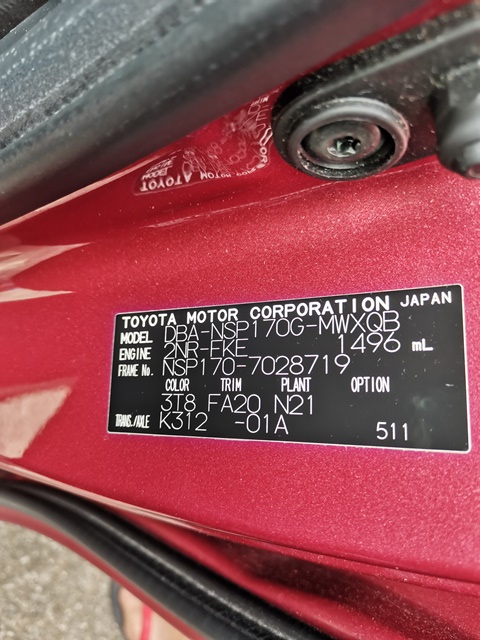 TOYOTA MOTOR CORPORATION JAPAN
MODEL DBA-NSP170G-MWXQB
ENGINE 2NR-FKE 1496 mL
FRAME No. NSP170-7028719
COLOR TRIM PLANT OPTION
3T8 FA20 N21
TRANS./AXLE K312 -01A
511